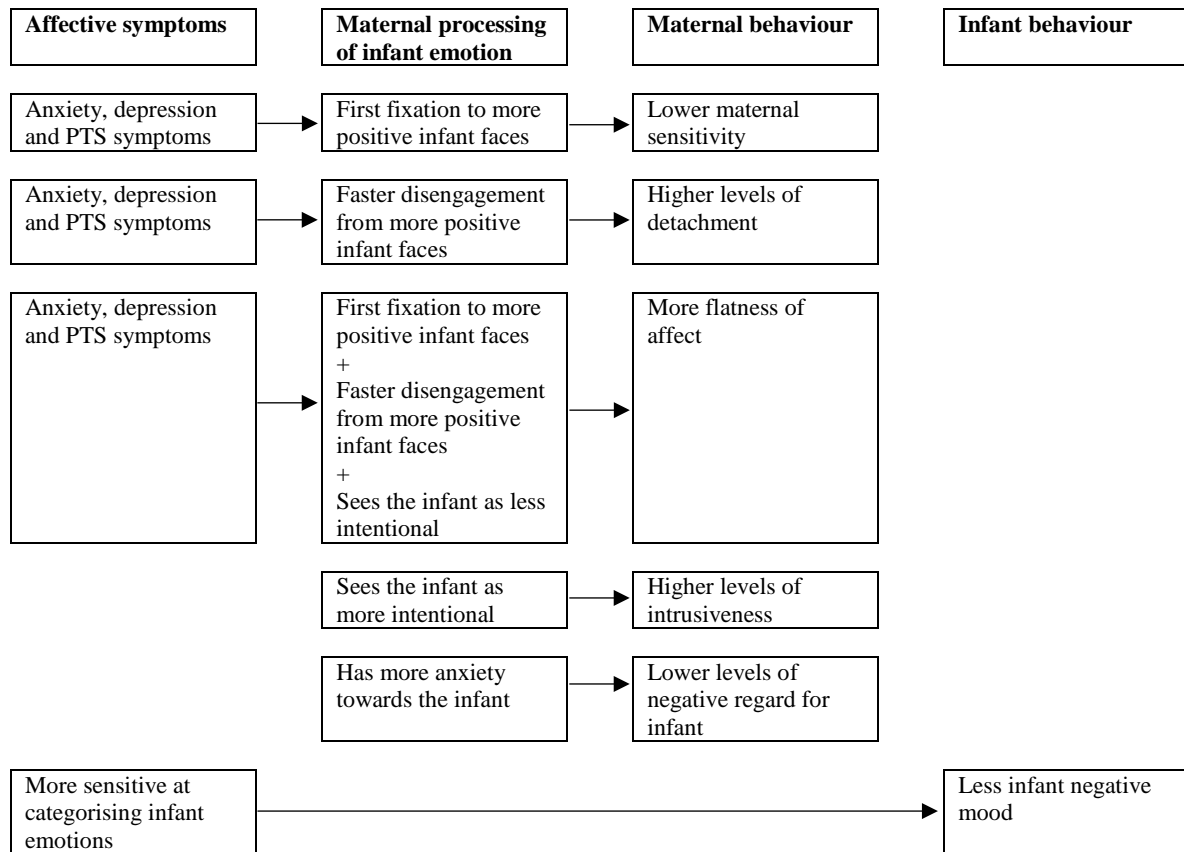 Affective symptoms
Maternal processing
of infant emotion
Maternal behaviour
Infant behaviour
Anxiety, depression
and PTS symptoms
First fixation to more
positive infant faces
Lower maternal
sensitivity
Anxiety, depression
and PTS symptoms
Faster disengagement
from more positive
infant faces
Higher levels of
detachment
Anxiety, depression
and PTS symptoms
First fixation to more
positive infant faces
+
Faster disengagement
from more positive
infant faces
+
Sees the infant as less
intentional
More flatness of
affect
Sees the infant as
more intentional
Higher levels of
intrusiveness
Has more anxiety
towards the infant
Lower levels of
negative regard for
infant
More sensitive at
categorising infant
emotions
Less infant negative
mood